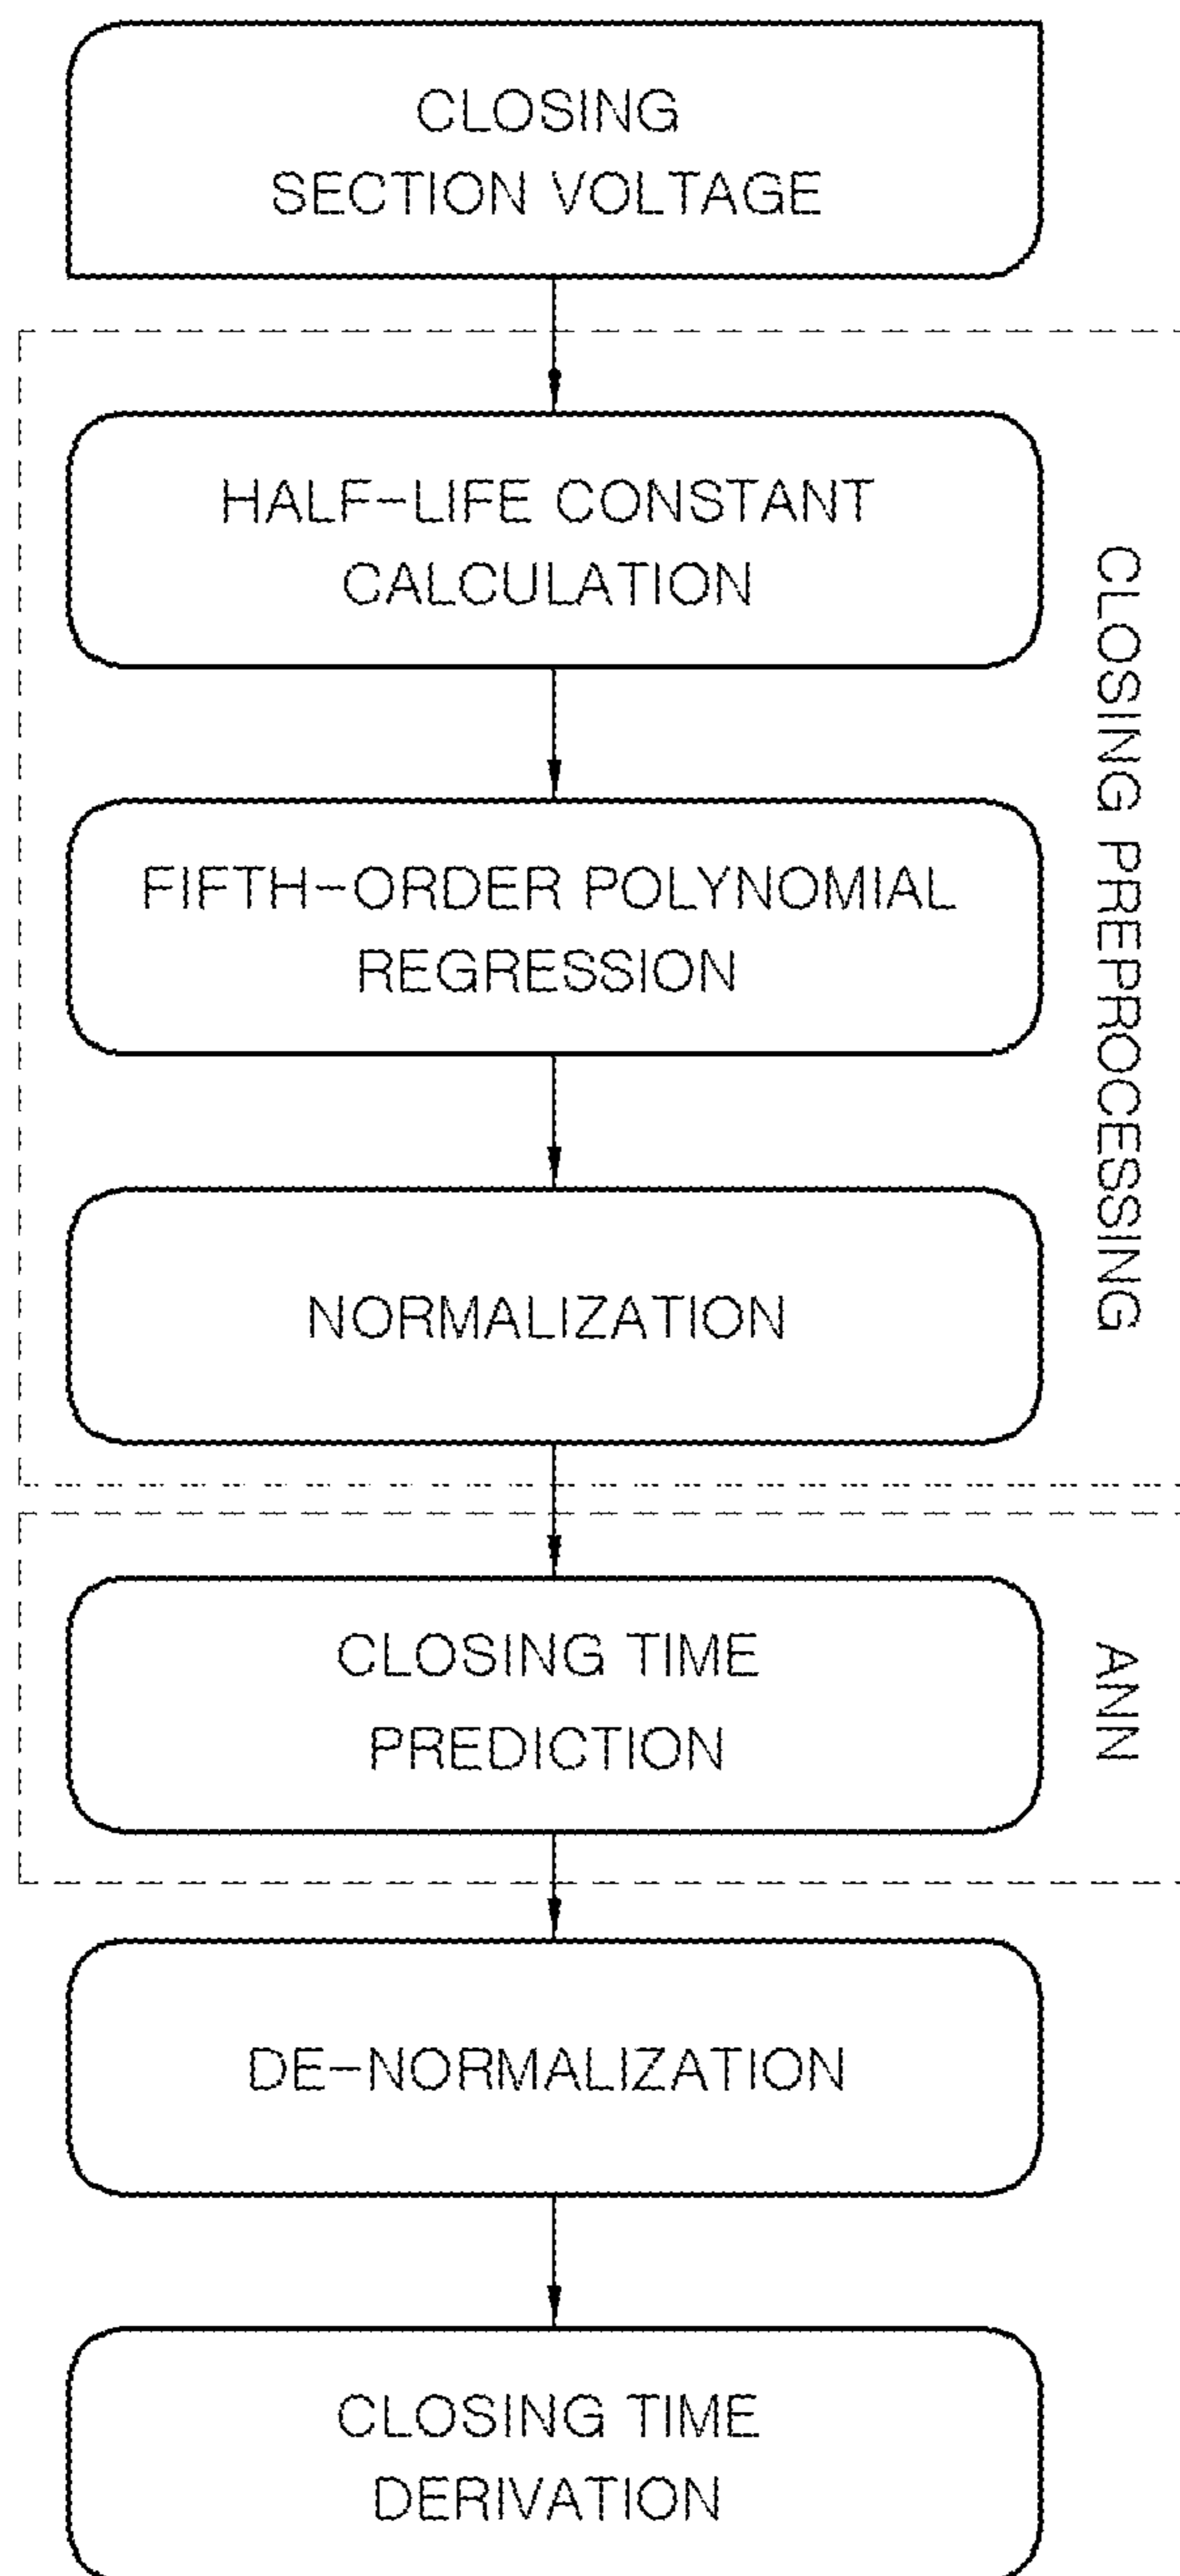 CLOSING
SECTION VOLTAGE
HALF-LIFE CONSTANT
CALCULATION
FIFTH-ORDER POLYNOMIAL
REGRESSION
NORMALIZATION
CLOSING PREPROCESSING
CLOSING TIME
PREDICTION
ANN
DE-NORMALIZATION
CLOSING TIME
DERIVATION